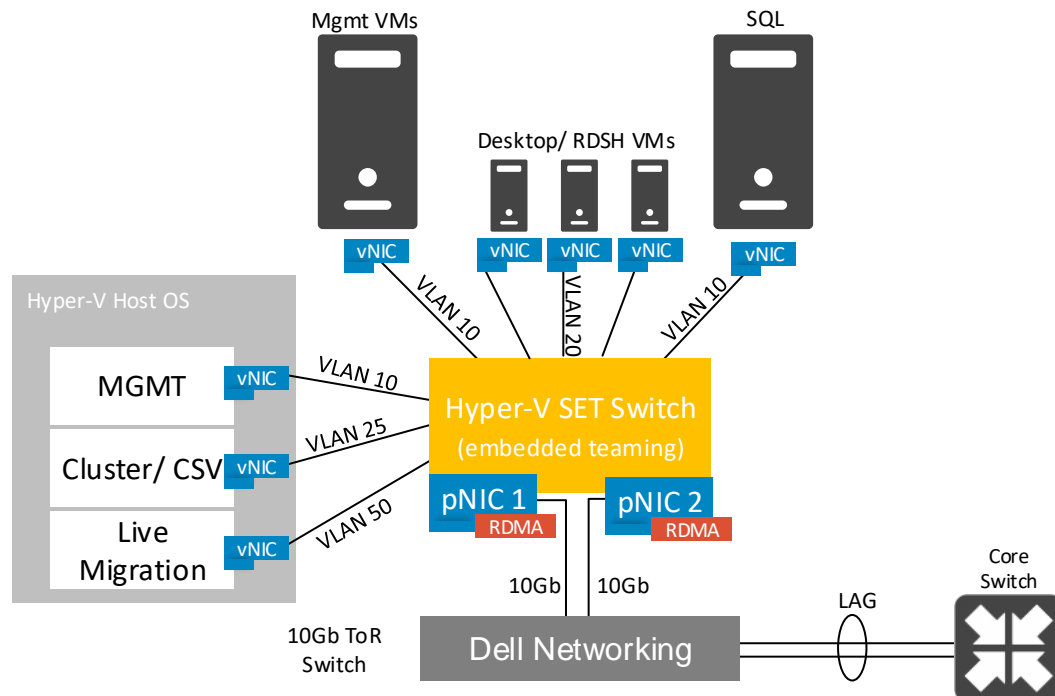 Mgmt VMs
SQL
Desktop/ RDSH VMs
vNIC
vNIC
vNIC
vNIC
vNIC
VLAN 10
VLAN 20
VLAN 10
Hyper-V Host OS
MGMT
vNIC
VLAN 10
Cluster/ CSV
vNIC
VLAN 25
Live
Migration
vNIC
VLAN 50
Hyper-V SET Switch
(embedded teaming)
pNIC 1
RDMA
pNIC 2
RDMA
10Gb
10Gb
10Gb ToR
Switch
Dell Networking
LAG
Core
Switch